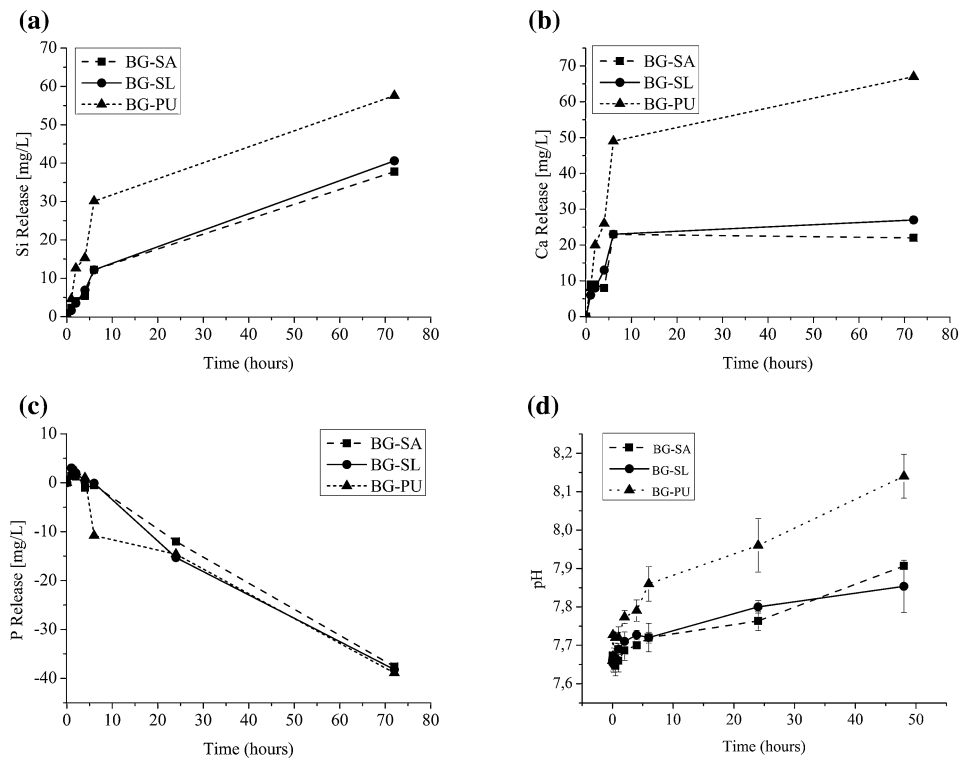 (a)
70
60
50
40
30
20
10
0
Si Release [mg/L]
BG-SA
BG-SL
BG-PU
0 10 20 30 40 50 60 70 80
Time (hours)
(b)
70
60
50
40
30
20
10
0
Ca Release [mg/L]
BG-SA
BG-SL
BG-PU
0 10 20 30 40 50 60 70 80
Time (hours)
(c)
10
0
-10
-20
-30
-40
P Release [mg/L]
BG-SA
BG-SL
BG-PU
0 10 20 30 40 50 60 70 80
Time (hours)
(d)
8,2
8,1
8,0
7,9
7,8
7,7
7,6
pH
BG-SA
BG-SL
BG-PU
0 10 20 30 40 50
Time (hours)